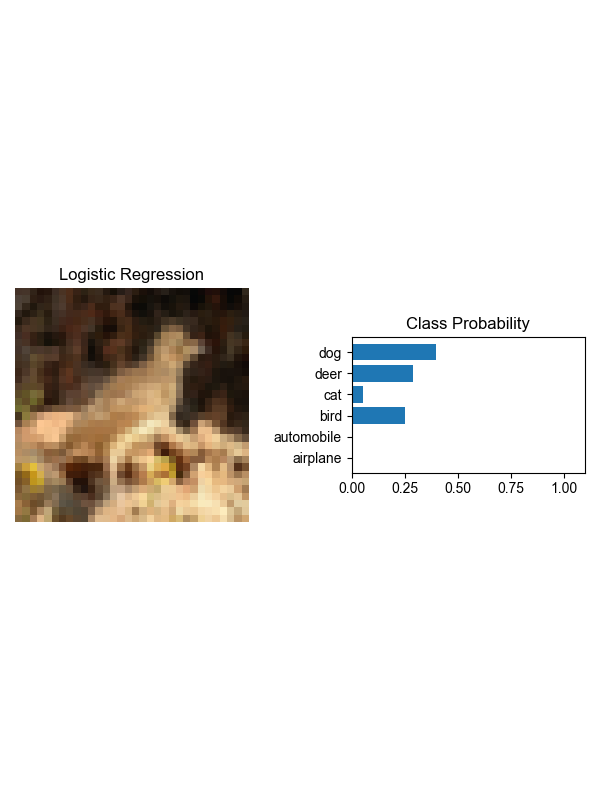 Logistic Regression
Class Probability
dog
deer
cat
bird
automobile
airplane
0.00 0.25 0.50 0.75 1.00